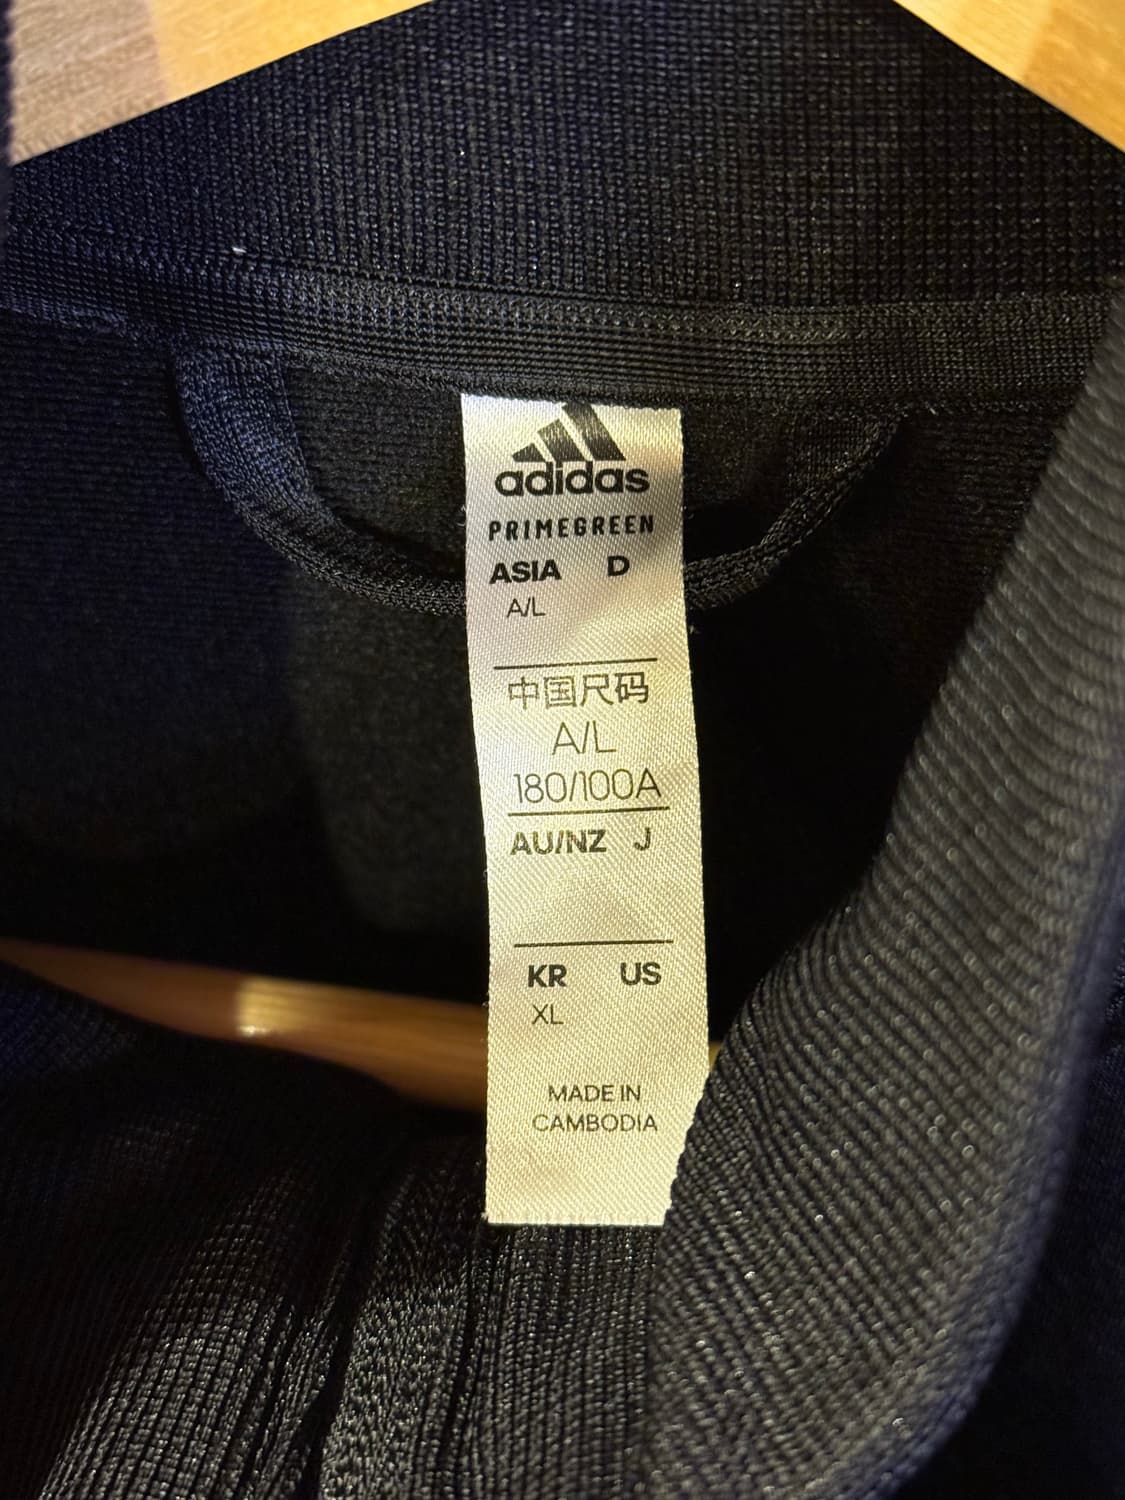 adidas
PRIMEGREEN
ASIA D
A/L
中国尺码
A/L
180/100A
AU/NZ J
KR US
XL
MADE IN
CAMBODIA